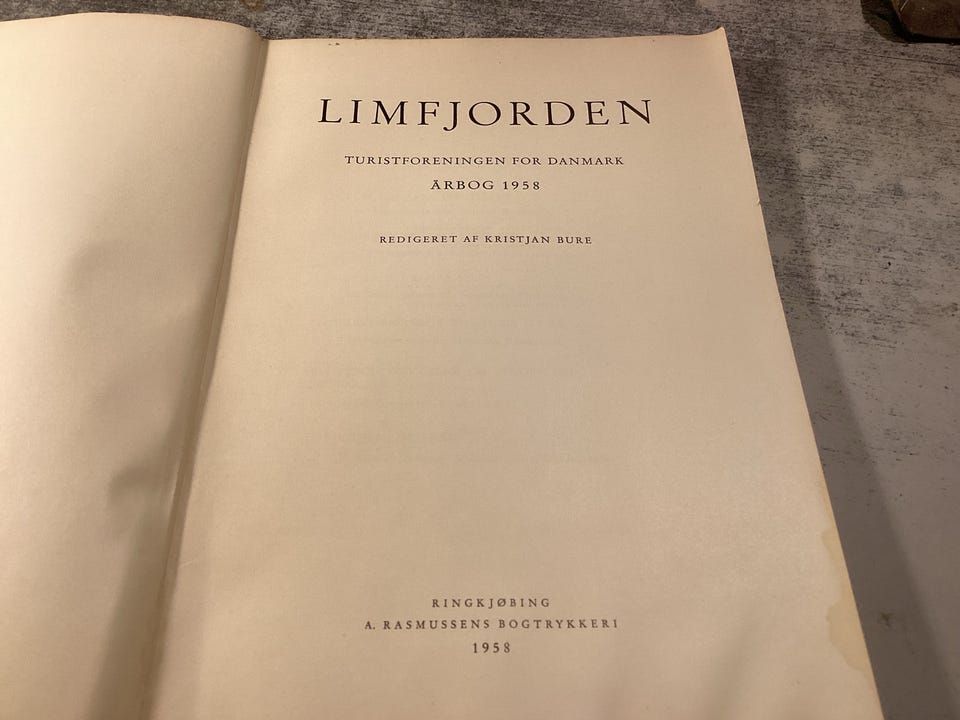 LIMFJORDEN
TURISTFORENINGEN FOR DANMARK
ÅRBOG 1958
REDIGERET AF KRISTJAN BURE
RINGKJØBING
A. RASMUSSENS BOGTRYKKERI
1958